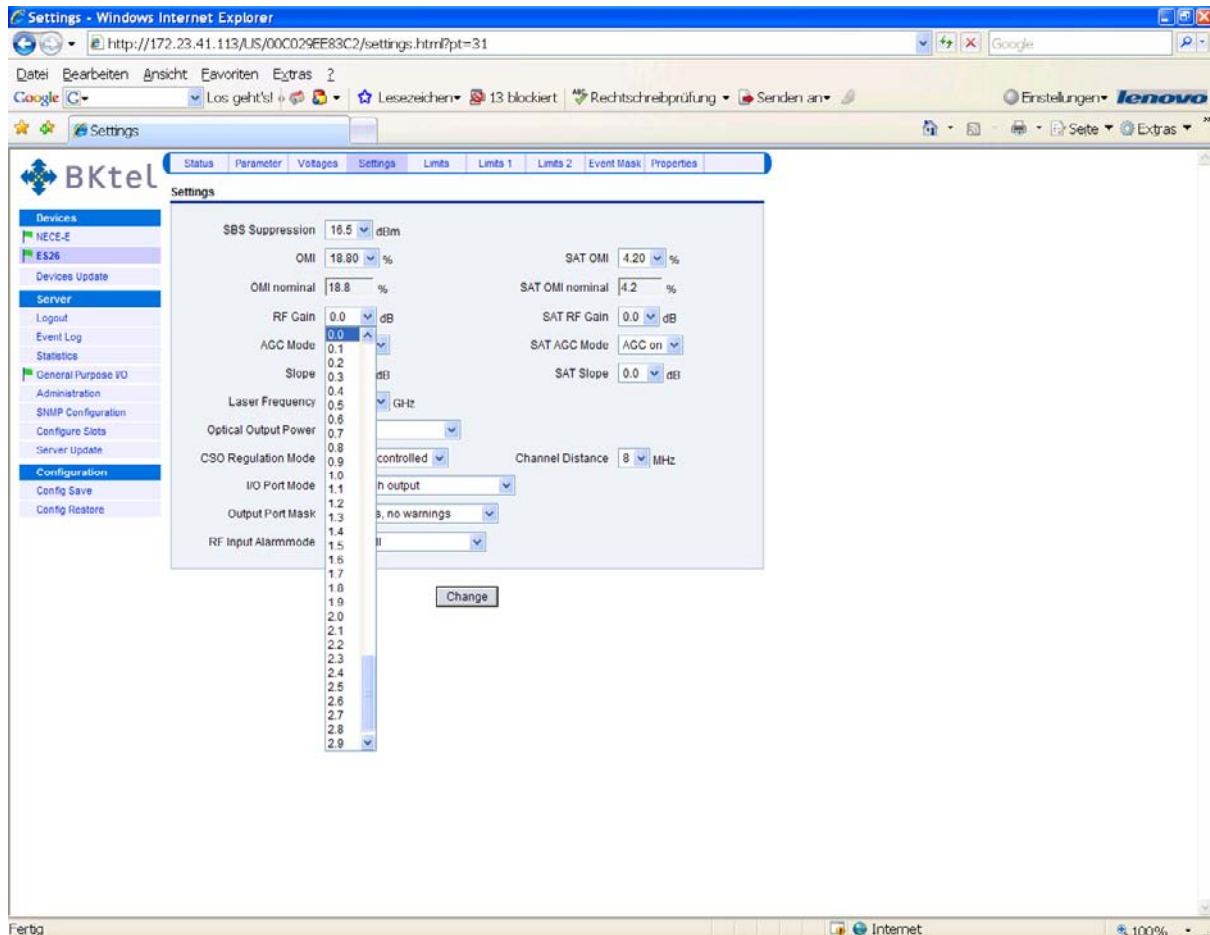 Settings - Windows Internet Explorer
http://172.23.41.113/US/00C029EE83C2/settings.html?pt=31
Google
Datei Bearbeiten Ansicht Favoriten Extras ?
Google G Los geht's! Lesezeichen 13 blockiert Rechtschreibprüfung Senden an Einstellungen lenovo
Settings Seite Extras
BKtel
Status Parameter Voltages Settings Limits Limits 1 Limits 2 Event Mask Properties
Settings
Devices
NECE-E
ES26
Devices Update
Server
Logout
Event Log
Statistics
General Purpose I/O
Administration
SNMP Configuration
Configure Slots
Server Update
Configuration
Config Save
Config Restore
SBS Suppression 16.5 dBm
OMI 18.80 % SAT OMI 4.20 %
OMI nominal 18.8 % SAT OMI nominal 4.2 %
RF Gain 0.0 dB SAT RF Gain 0.0 dB
AGC Mode SAT AGC Mode AGC on
Slope dB SAT Slope 0.0 dB
Laser Frequency GHz
Optical Output Power
CSO Regulation Mode controlled Channel Distance 8 MHz
I/O Port Mode h output
Output Port Mask s, no warnings
RF Input Alarmmode ll
0.0
0.1
0.2
0.3
0.4
0.5
0.6
0.7
0.8
0.9
1.0
1.1
1.2
1.3
1.4
1.5
1.6
1.7
1.8
1.9
2.0
2.1
2.2
2.3
2.4
2.5
2.6
2.7
2.8
2.9
Change
Fertig Internet 100%